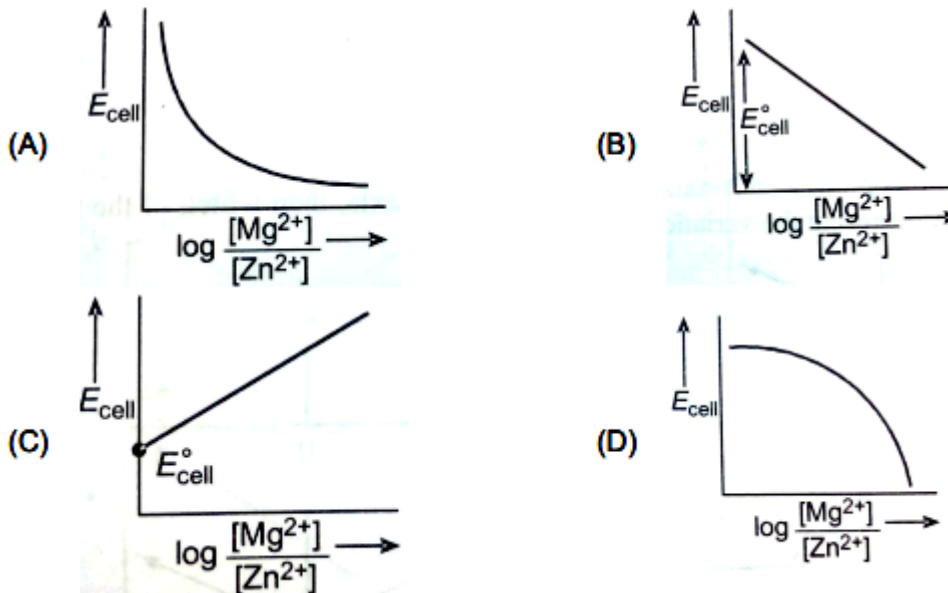 (A)
E_cell
log [Mg²⁺]/[Zn²⁺]
(B)
E_cell
E°_cell
log [Mg²⁺]/[Zn²⁺]
(C)
E_cell
E°_cell
log [Mg²⁺]/[Zn²⁺]
(D)
E_cell
log [Mg²⁺]/[Zn²⁺]